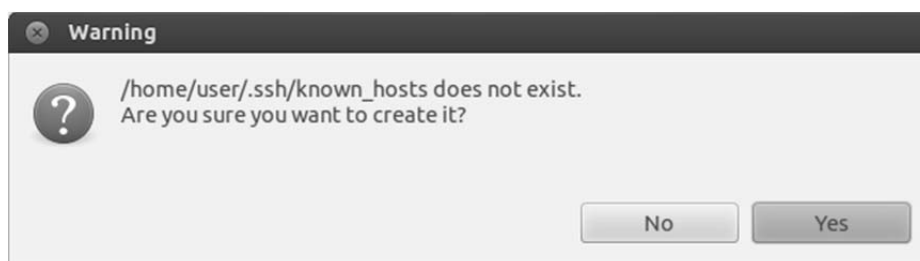 Warning
/home/user/.ssh/known_hosts does not exist.
Are you sure you want to create it?
No
Yes